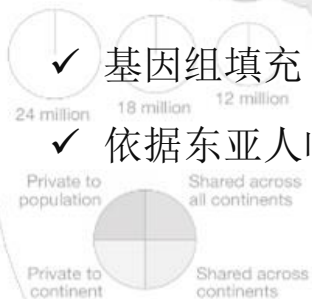 ✓ 基因组填充
24 million
18 million
12 million
✓ 依据东亚人
Private to population
Shared across all continents
Private to continent
Shared across continents